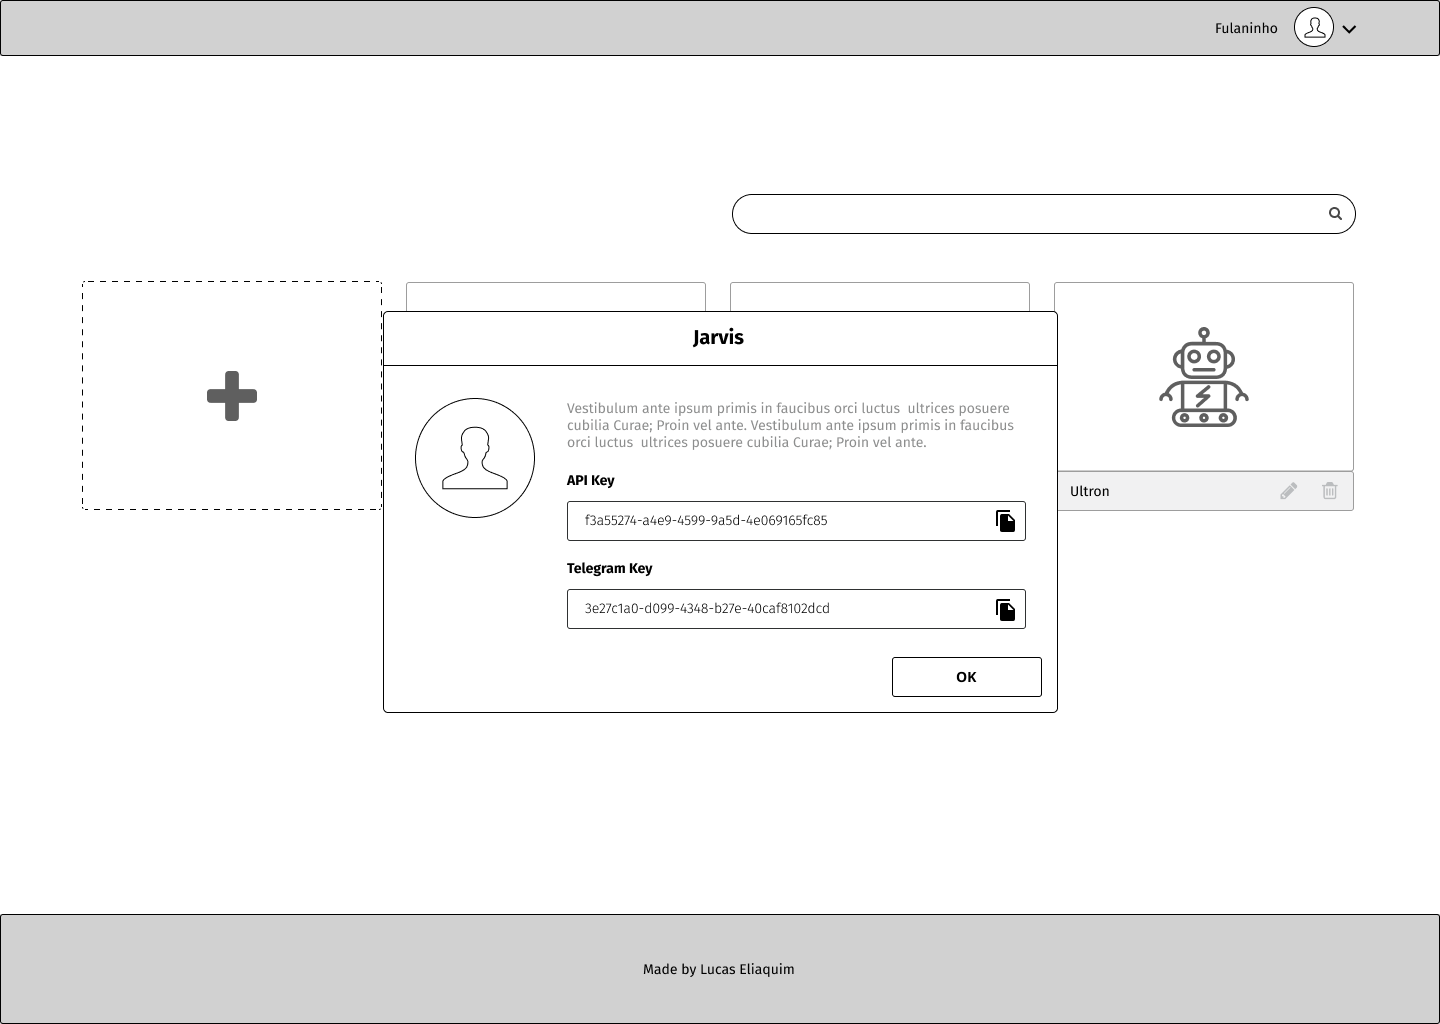 Fulaninho
Jarvis
Vestibulum ante ipsum primis in faucibus orci luctus  ultrices posuere
cubilia Curae; Proin vel ante. Vestibulum ante ipsum primis in faucibus
orci luctus  ultrices posuere cubilia Curae; Proin vel ante.
API Key
f3a55274-a4e9-4599-9a5d-4e069165fc85
Telegram Key
3e27c1a0-d099-4348-b27e-40caf8102dcd
OK
Ultron
Made by Lucas Eliaquim